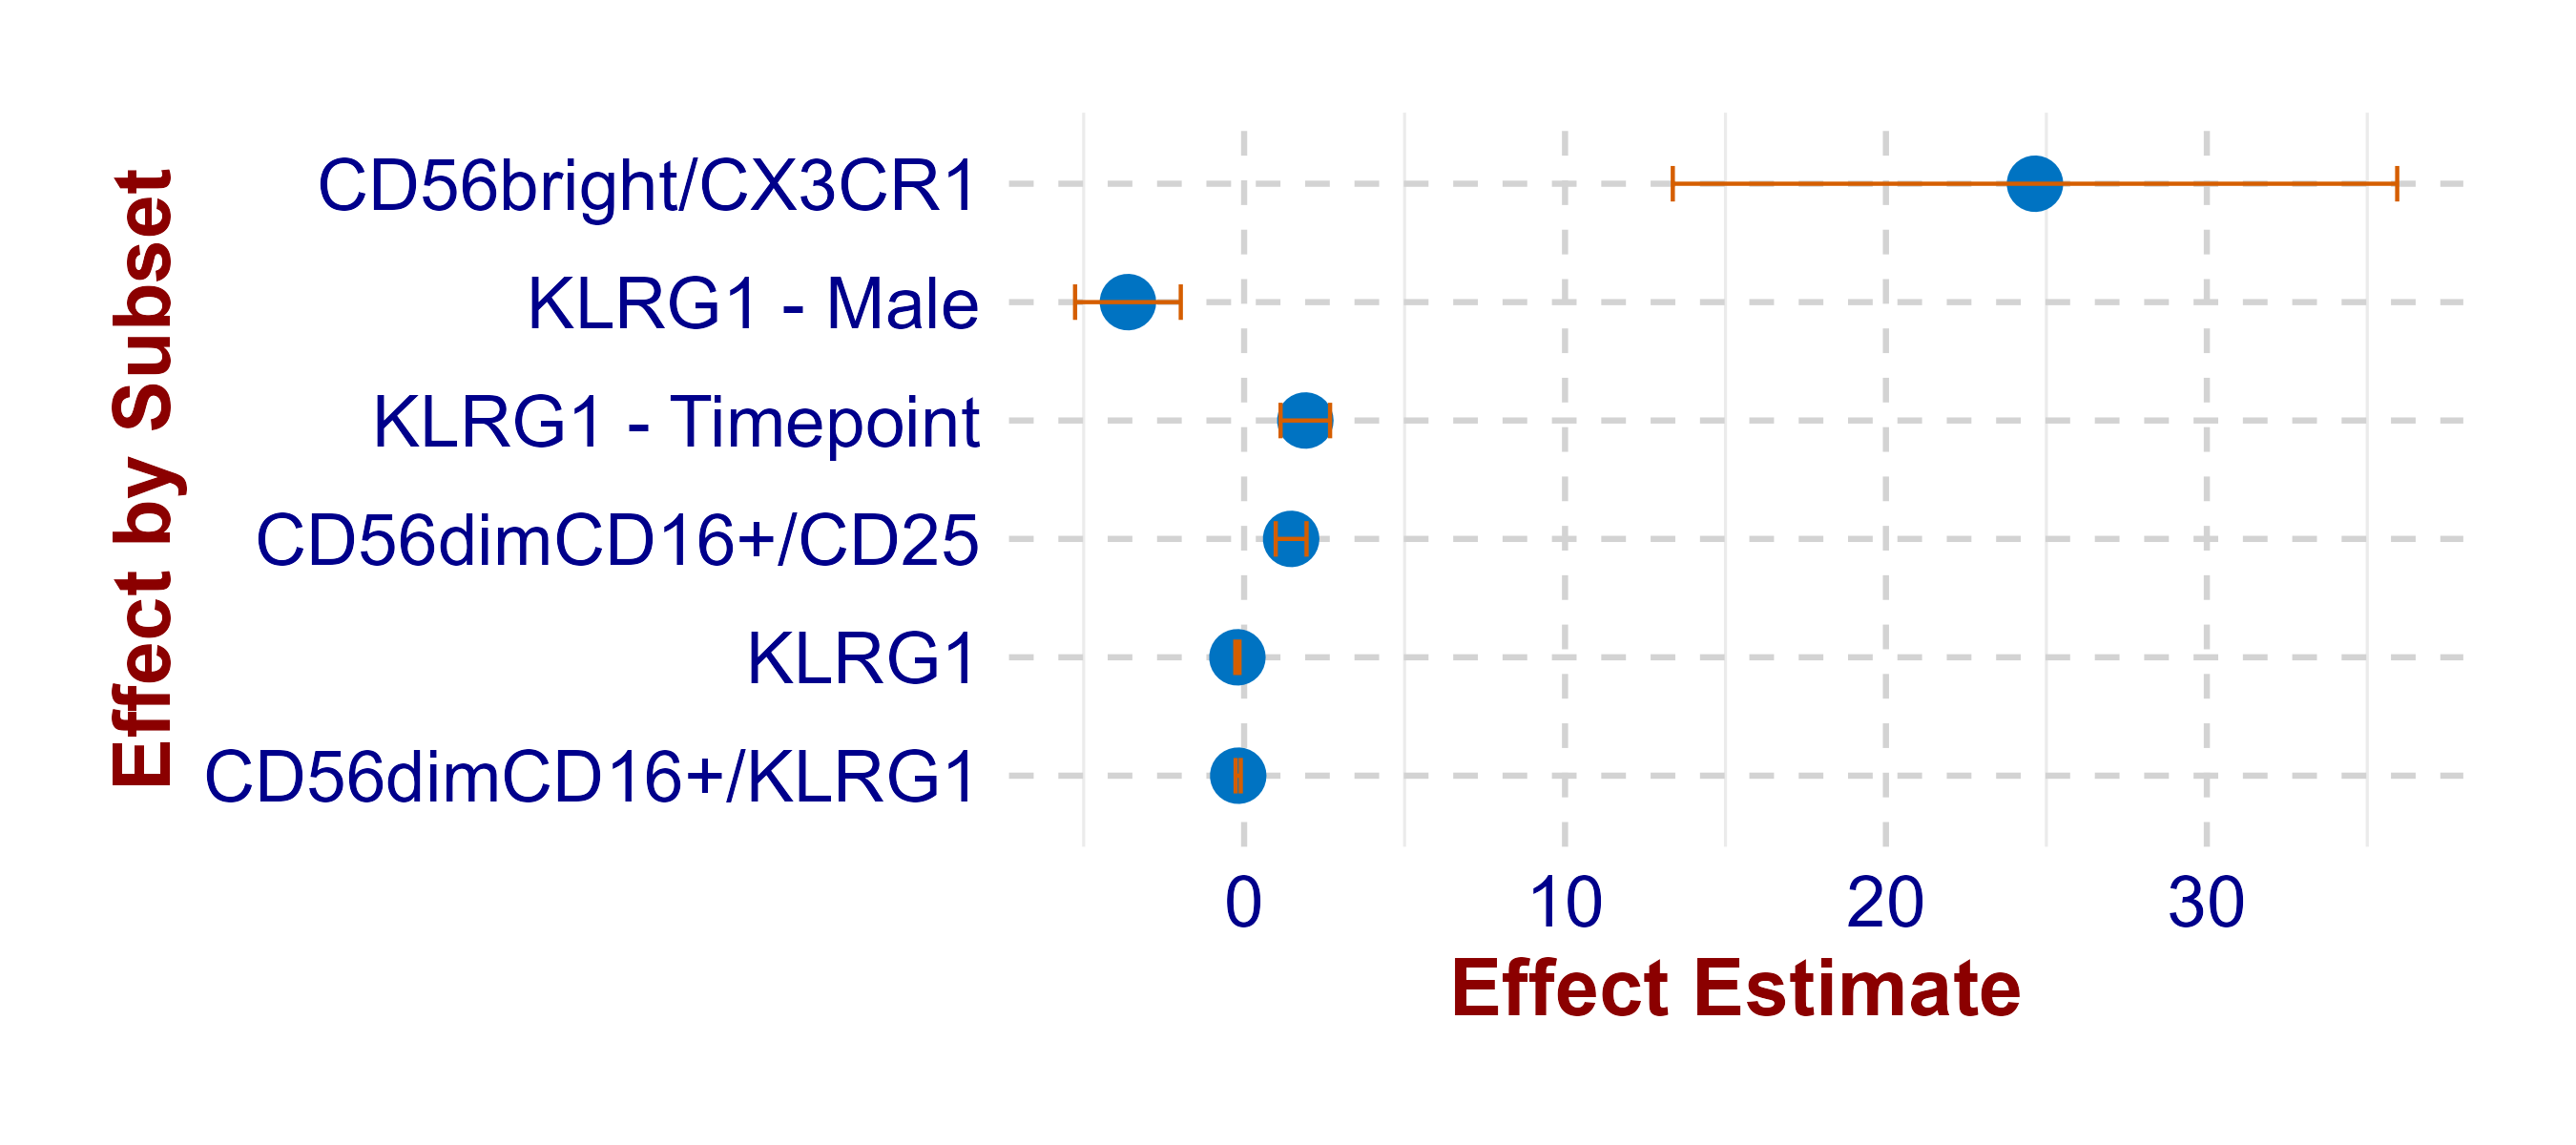 Effect by Subset
CD56bright/CX3CR1
KLRG1 - Male
KLRG1 - Timepoint
CD56dimCD16+/CD25
KLRG1
CD56dimCD16+/KLRG1
0 10 20 30
Effect Estimate